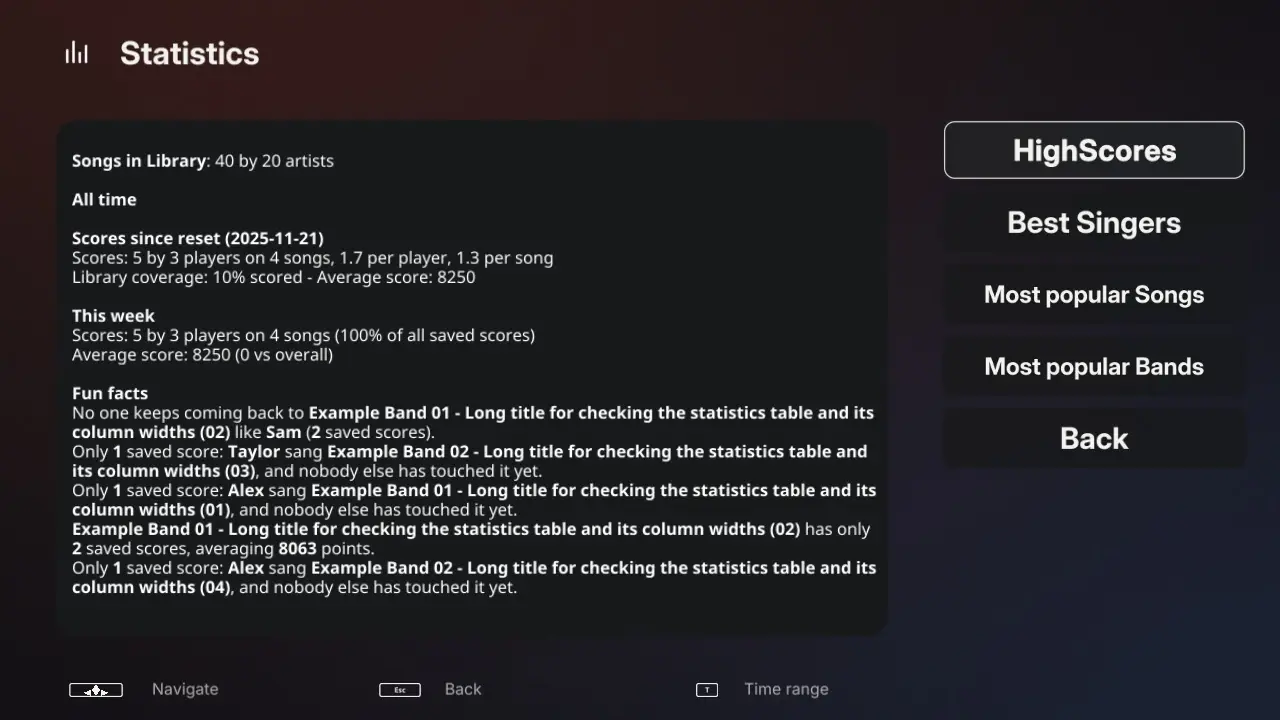 Statistics
Songs in Library: 40 by 20 artists
All time
Scores since reset (2025-11-21)
Scores: 5 by 3 players on 4 songs, 1.7 per player, 1.3 per song
Library coverage: 10% scored - Average score: 8250
This week
Scores: 5 by 3 players on 4 songs (100% of all saved scores)
Average score: 8250 (0 vs overall)
Fun facts
No one keeps coming back to Example Band 01 - Long title for checking the statistics table and its
column widths (02) like Sam (2 saved scores).
Only 1 saved score: Taylor sang Example Band 02 - Long title for checking the statistics table and
its column widths (03), and nobody else has touched it yet.
Only 1 saved score: Alex sang Example Band 01 - Long title for checking the statistics table and its
column widths (01), and nobody else has touched it yet.
Example Band 01 - Long title for checking the statistics table and its column widths (02) has only
2 saved scores, averaging 8063 points.
Only 1 saved score: Alex sang Example Band 02 - Long title for checking the statistics table and its
column widths (04), and nobody else has touched it yet.
HighScores
Best Singers
Most popular Songs
Most popular Bands
Back
Navigate
Esc Back
T Time range